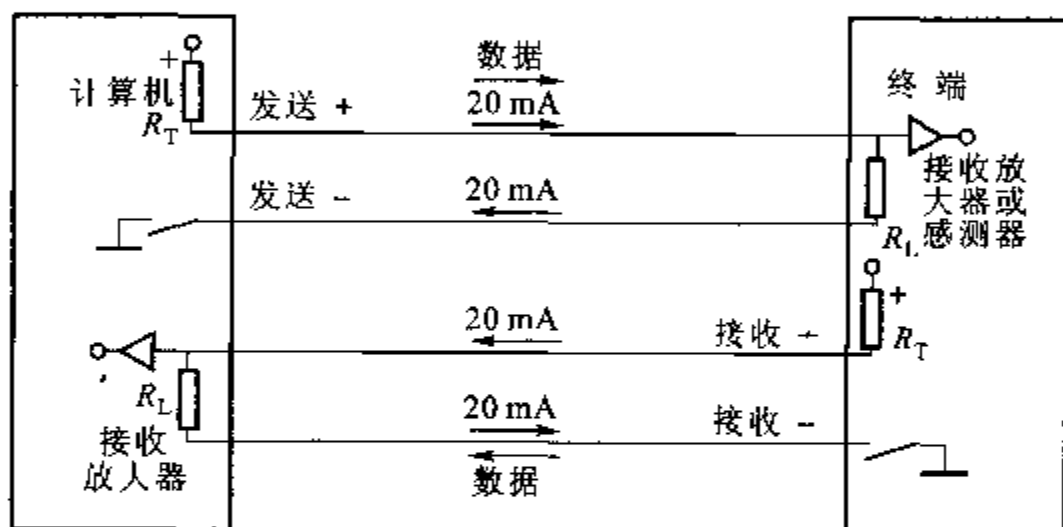 数据
计算机
+
R_T
发送 +
20 mA
终 端
接收放
大器或
感测器
发送 -
20 mA
R_L
+
R_T
20 mA
接收 +
R_L
接收
放人器
20 mA
接收 -
数据